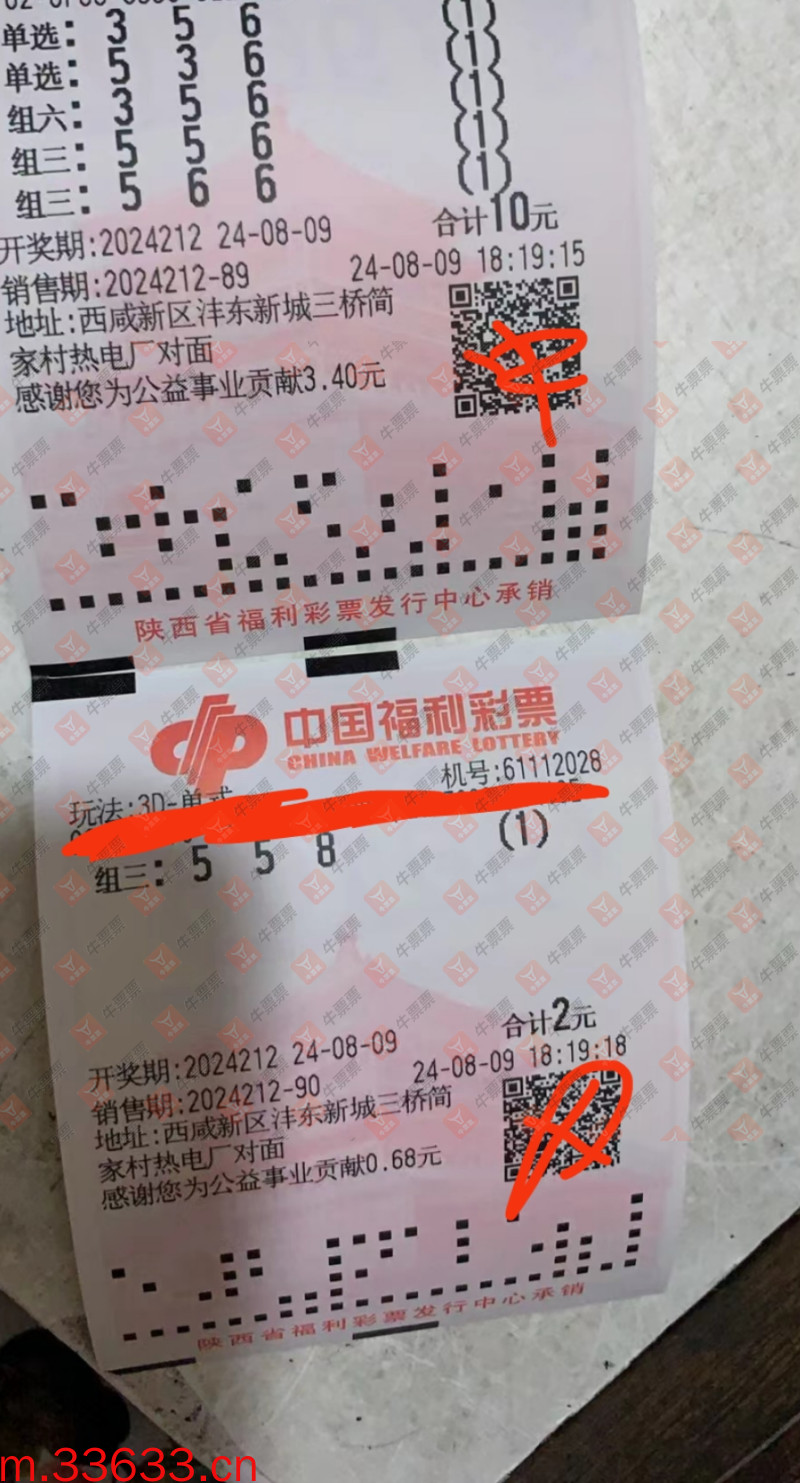 单选: 3 5 6 (1)
单选: 5 3 6 (1)
组六: 3 5 6 (1)
组三: 5 5 6 (1)
组三: 5 6 6 (1)
合计10元
开奖期:2024212 24-08-09
销售期:2024212-89 24-08-09 18:19:15
地址:西咸新区沣东新城三桥简
家村热电厂对面
感谢您为公益事业贡献3.40元
陕西省福利彩票发行中心承销
中国福利彩票
CHINA WELFARE LOTTERY
玩法:3D-单式 机号:61112028
组三: 5 5 8 (1)
合计2元
开奖期:2024212 24-08-09
销售期:2024212-90 24-08-09 18:19:18
地址:西咸新区沣东新城三桥简
家村热电厂对面
感谢您为公益事业贡献0.68元
陕西省福利彩票发行中心承销
牛票票
m.33633.cn